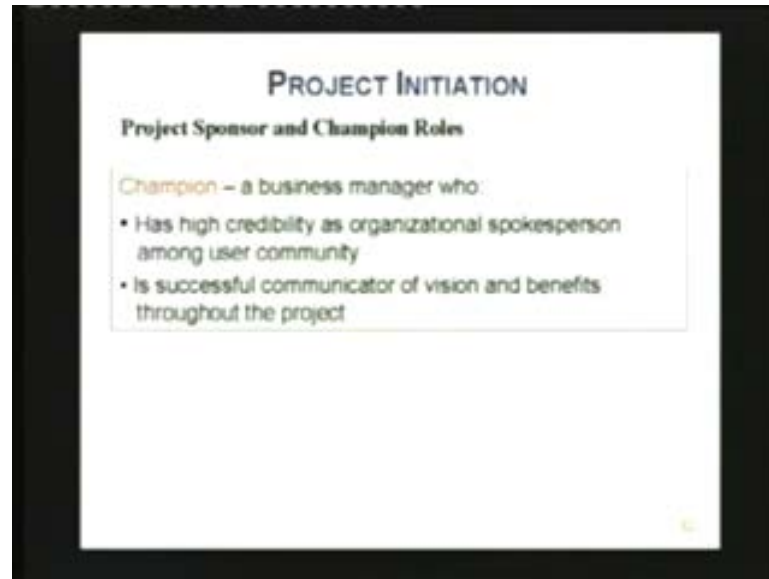 PROJECT INITIATION
Project Sponsor and Champion Roles
Champion – a business manager who:
• Has high credibility as organizational spokesperson
among user community
• Is successful communicator of vision and benefits
throughout the project